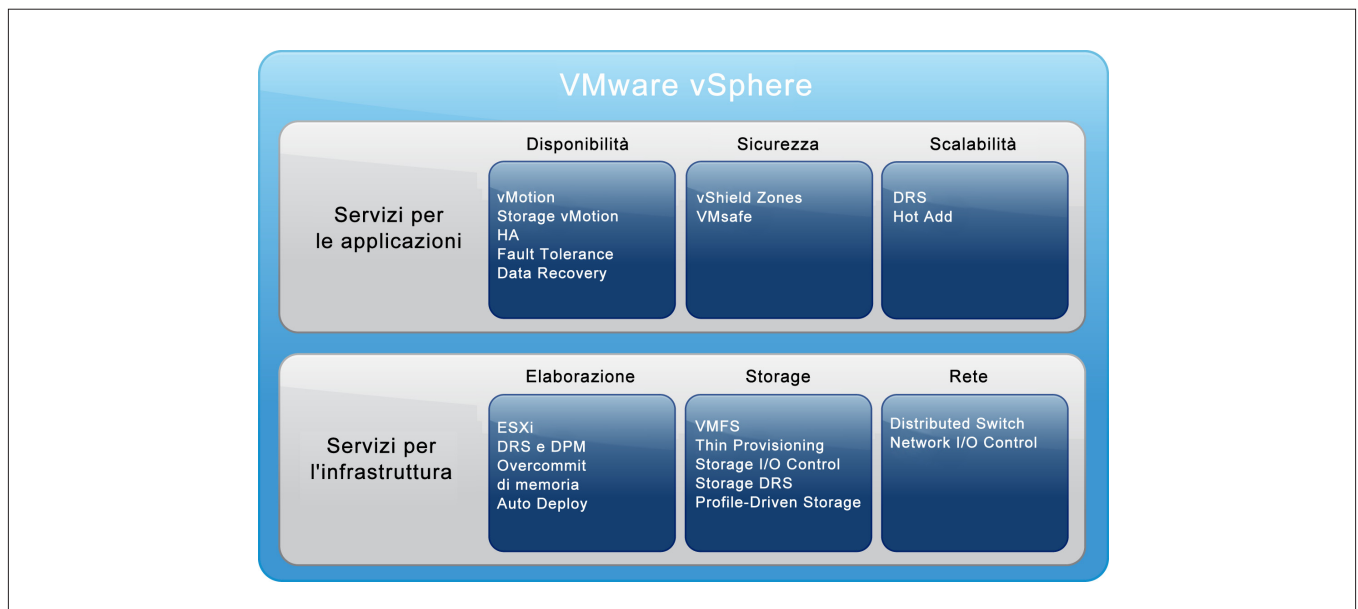 VMware vSphere
Servizi per
le applicazioni
Disponibilità
vMotion
Storage vMotion
HA
Fault Tolerance
Data Recovery
Sicurezza
vShield Zones
VMsafe
Scalabilità
DRS
Hot Add
Servizi per
l'infrastruttura
Elaborazione
ESXi
DRS e DPM
Overcommit
di memoria
Auto Deploy
Storage
VMFS
Thin Provisioning
Storage I/O Control
Storage DRS
Profile-Driven Storage
Rete
Distributed Switch
Network I/O Control